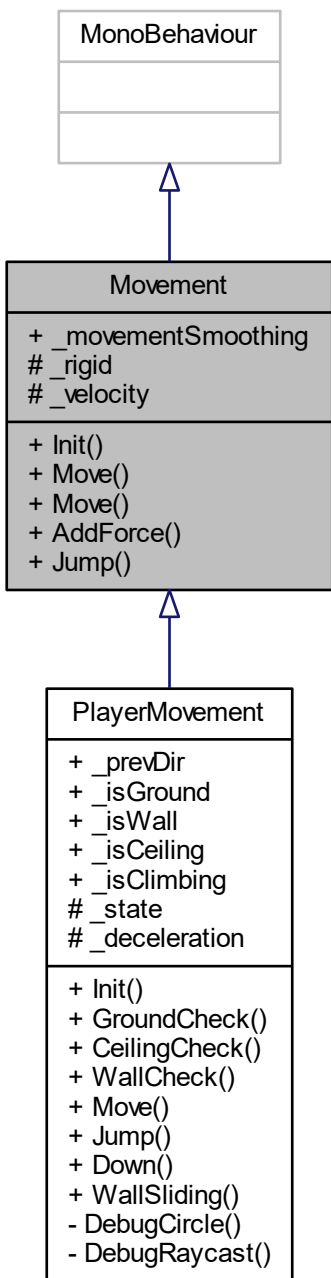 MonoBehaviour
Movement
+ _movementSmoothing
# _rigid
# _velocity
+ Init()
+ Move()
+ Move()
+ AddForce()
+ Jump()
PlayerMovement
+ _prevDir
+ _isGround
+ _isWall
+ _isCeiling
+ _isClimbing
# _state
# _deceleration
+ Init()
+ GroundCheck()
+ CeilingCheck()
+ WallCheck()
+ Move()
+ Jump()
+ Down()
+ WallSliding()
- DebugCircle()
- DebugRaycast()